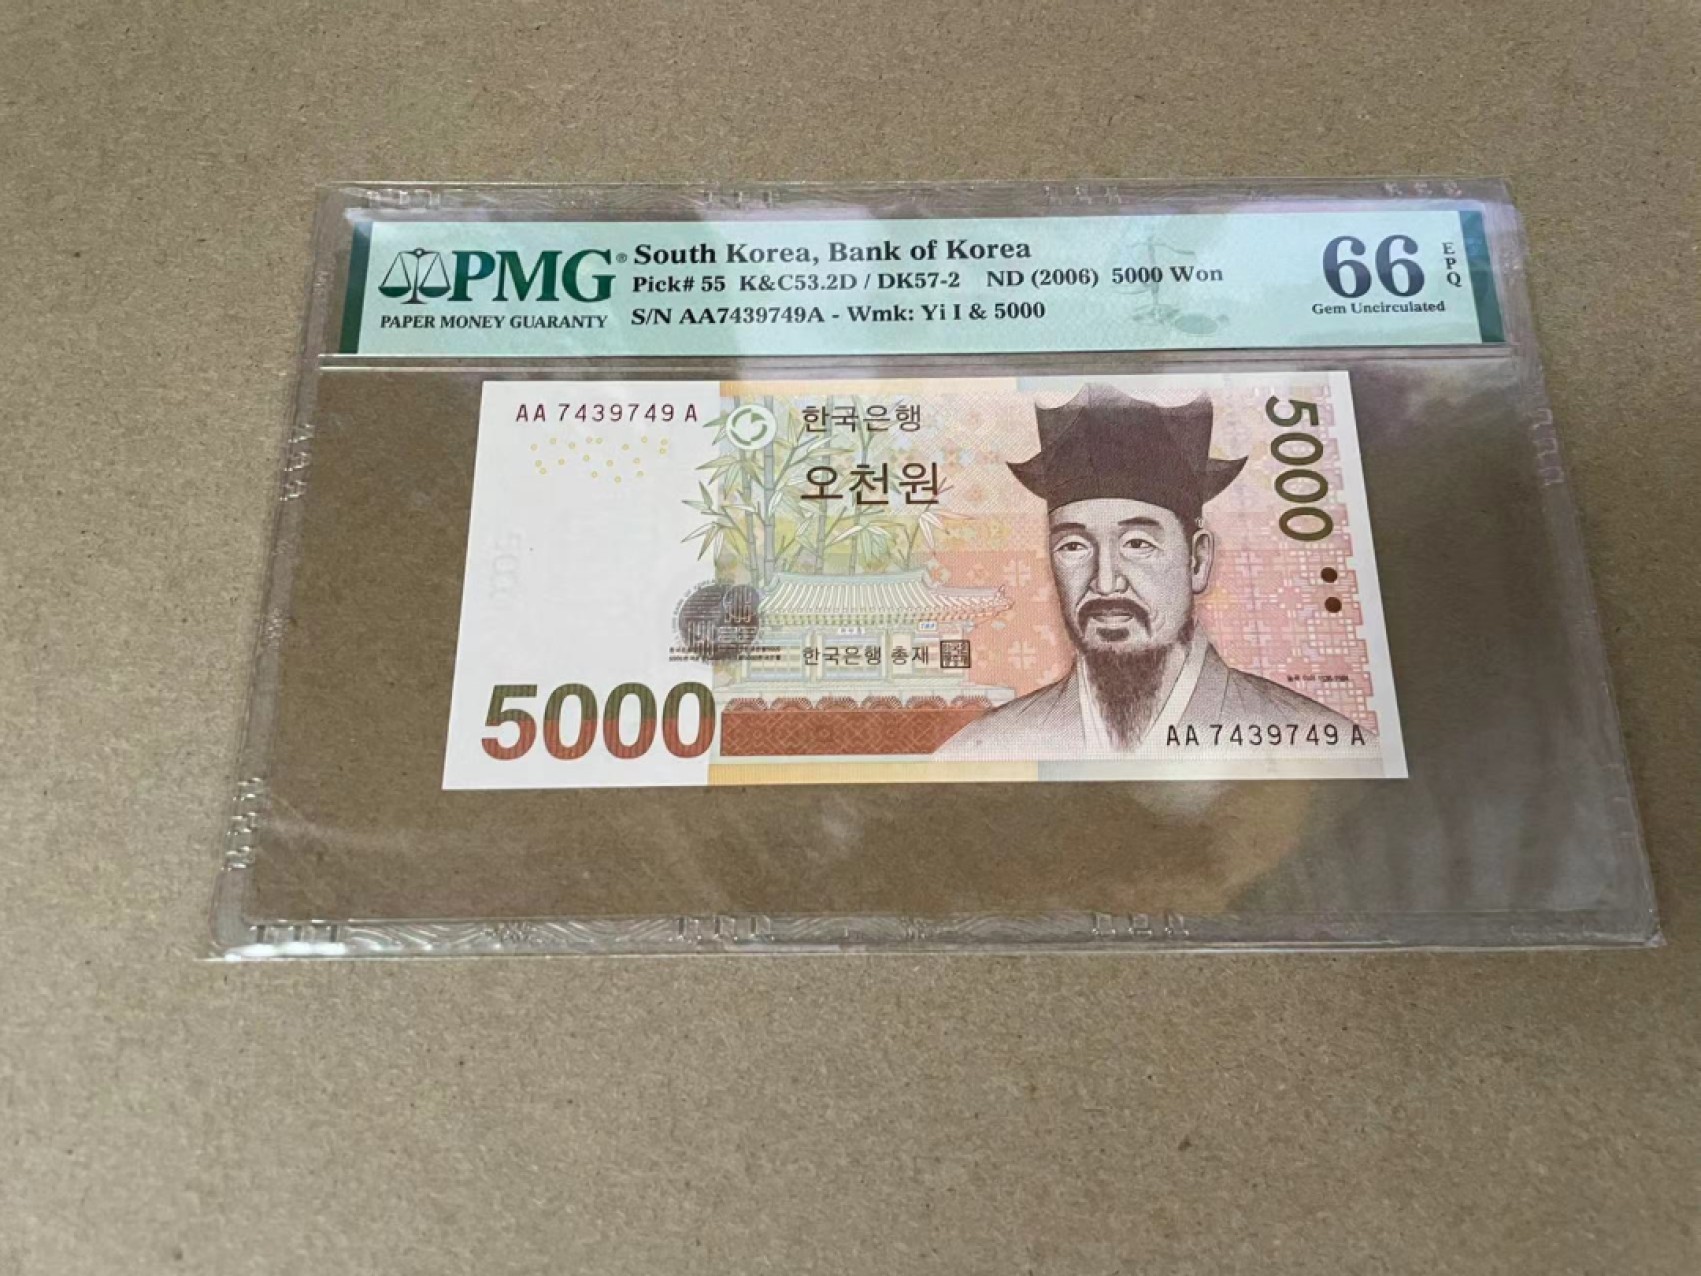 PMG®
PAPER MONEY GUARANTY
South Korea, Bank of Korea
Pick# 55 K&C53.2D / DK57-2 ND (2006) 5000 Won
S/N AA7439749A - Wmk: Yi I & 5000
66
EPQ
Gem Uncirculated
AA 7439749 A
한국은행
오천원
5000
한국은행 총재
5000
AA 7439749 A